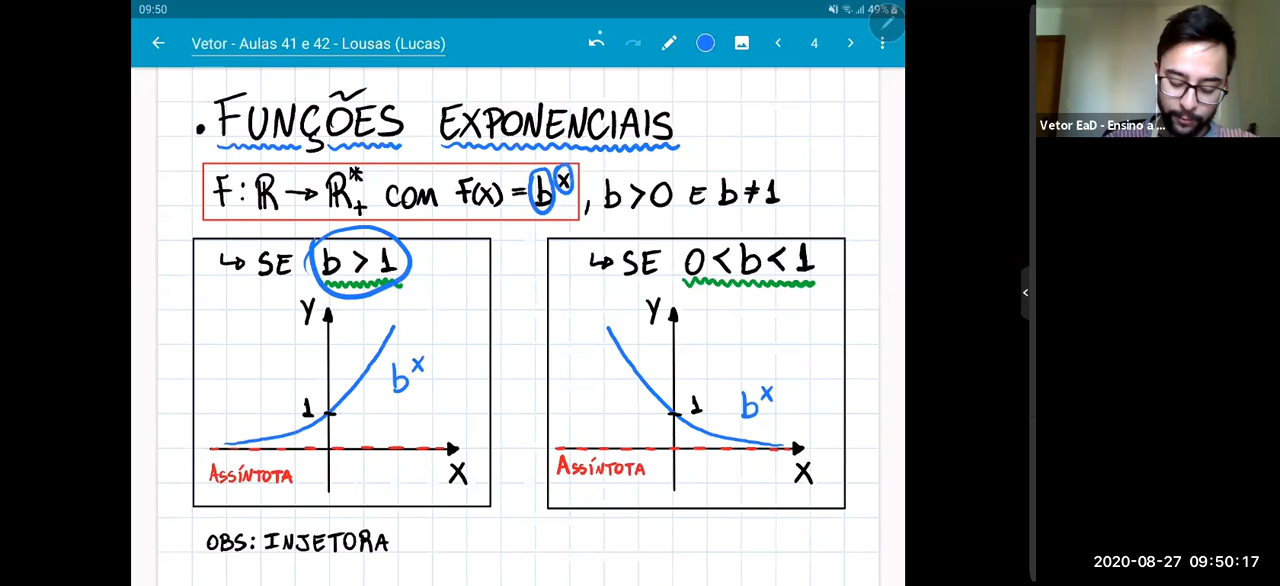 09:50
49%
Vetor - Aulas 41 e 42 - Lousas (Lucas)
4
. FUNÇÕES EXPONENCIAIS
F: ℝ → ℝ*₊ COM F(x) = bˣ, b > 0 E b ≠ 1
↳ SE b > 1
Y
bˣ
1
ASSÍNTOTA
X
↳ SE 0 < b < 1
Y
1
bˣ
ASSÍNTOTA
X
OBS: INJETORA
Vetor EaD - Ensino a ...
2020-08-27 09:50:17